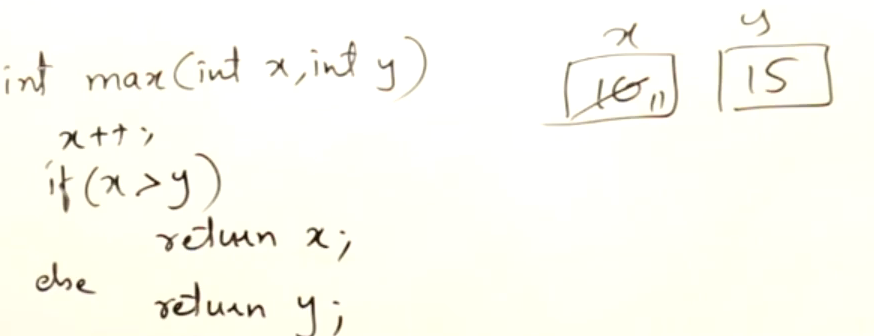 int max(int x,int y)
x++;
if(x>y)
return x;
else
return y;
x y
10 11 15